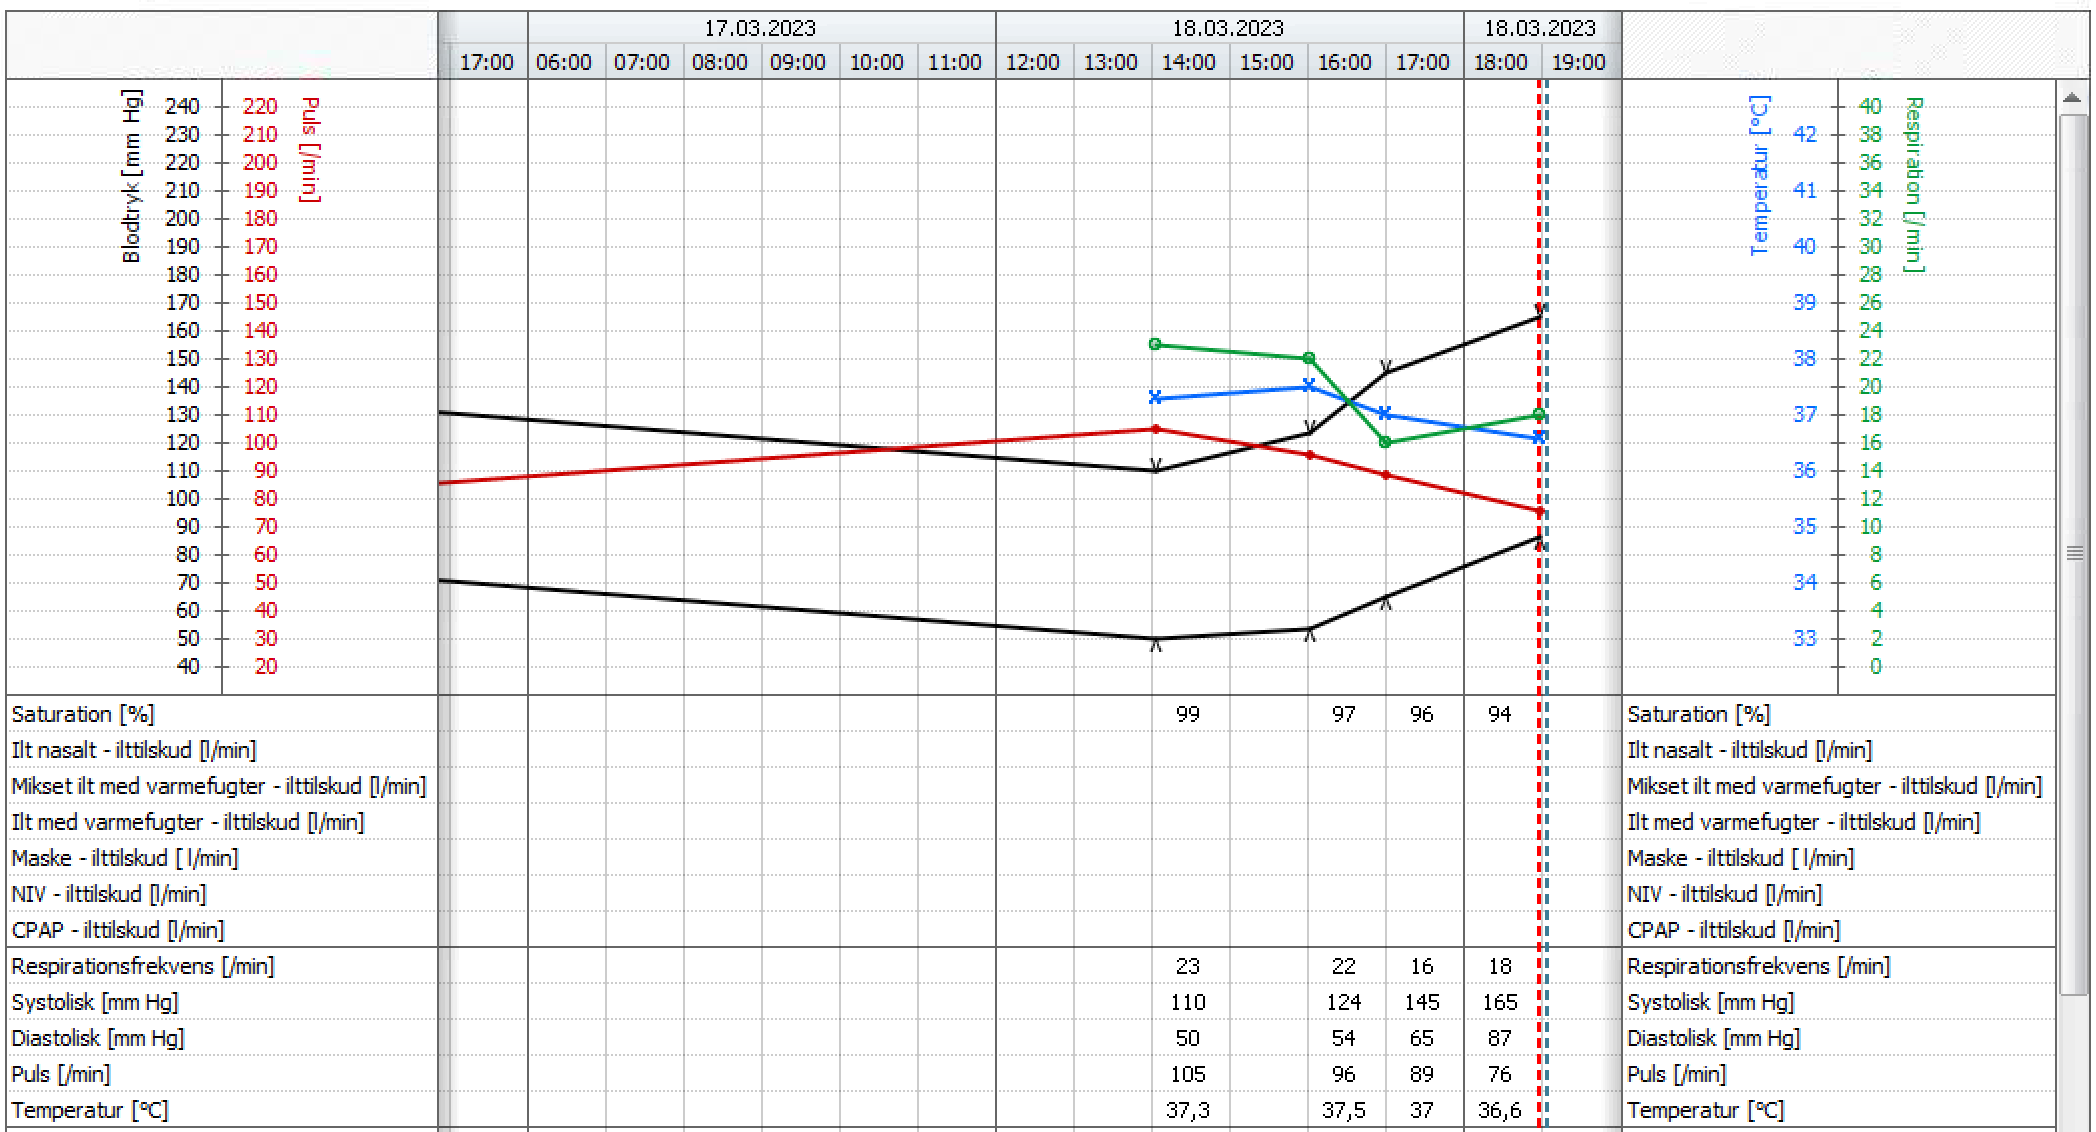 17.03.2023 18.03.2023 18.03.2023
17:00 06:00 07:00 08:00 09:00 10:00 11:00 12:00 13:00 14:00 15:00 16:00 17:00 18:00 19:00
Blodtryk [mm Hg]
Puls [/min]
Temperatur [°C]
Respiration [/min]
240 220 40
230 210 42 38
220 200 36
210 190 41 34
200 180 32
190 170 40 30
180 160 28
170 150 39 26
160 140 24
150 130 38 22
140 120 20
130 110 37 18
120 100 16
110 90 36 14
100 80 12
90 70 35 10
80 60 8
70 50 34 6
60 40 4
50 30 33 2
40 20 0
Saturation [%] 99 97 96 94 Saturation [%]
Ilt nasalt - ilttilskud [l/min] Ilt nasalt - ilttilskud [l/min]
Mikset ilt med varmefugter - ilttilskud [l/min] Mikset ilt med varmefugter - ilttilskud [l/min]
Ilt med varmefugter - ilttilskud [l/min] Ilt med varmefugter - ilttilskud [l/min]
Maske - ilttilskud [ l/min] Maske - ilttilskud [ l/min]
NIV - ilttilskud [l/min] NIV - ilttilskud [l/min]
CPAP - ilttilskud [l/min] CPAP - ilttilskud [l/min]
Respirationsfrekvens [/min] 23 22 16 18 Respirationsfrekvens [/min]
Systolisk [mm Hg] 110 124 145 165 Systolisk [mm Hg]
Diastolisk [mm Hg] 50 54 65 87 Diastolisk [mm Hg]
Puls [/min] 105 96 89 76 Puls [/min]
Temperatur [°C] 37,3 37,5 37 36,6 Temperatur [°C]